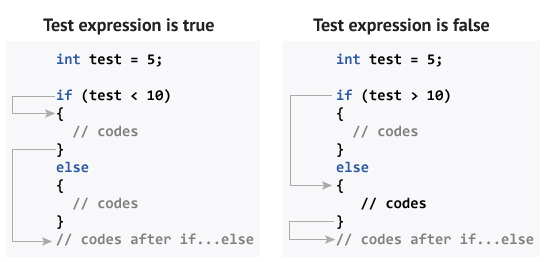 Test expression is true
int test = 5;
if (test < 10)
{
// codes
}
else
{
// codes
}
// codes after if...else
Test expression is false
int test = 5;
if (test > 10)
{
// codes
}
else
{
// codes
}
// codes after if...else